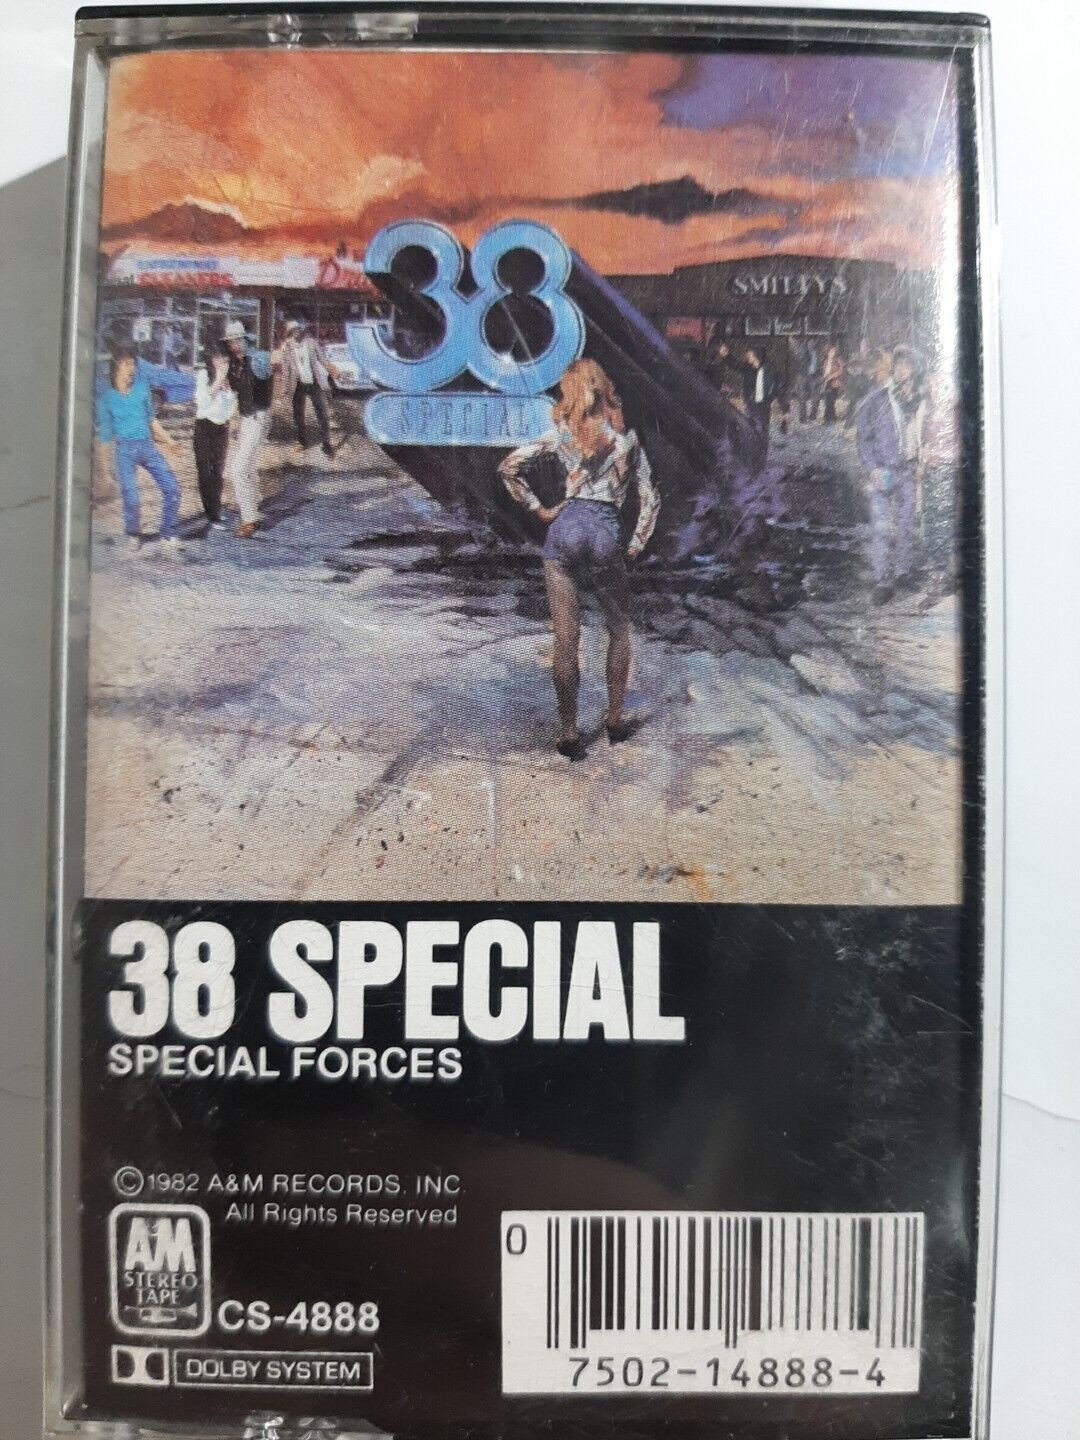 CLEANERS
SMITTYS
38
SPECIAL
38 SPECIAL
SPECIAL FORCES
©1982 A&M RECORDS, INC.
All Rights Reserved
A&M
STEREO
TAPE
CS-4888
DOLBY SYSTEM
0
7502-14888-4